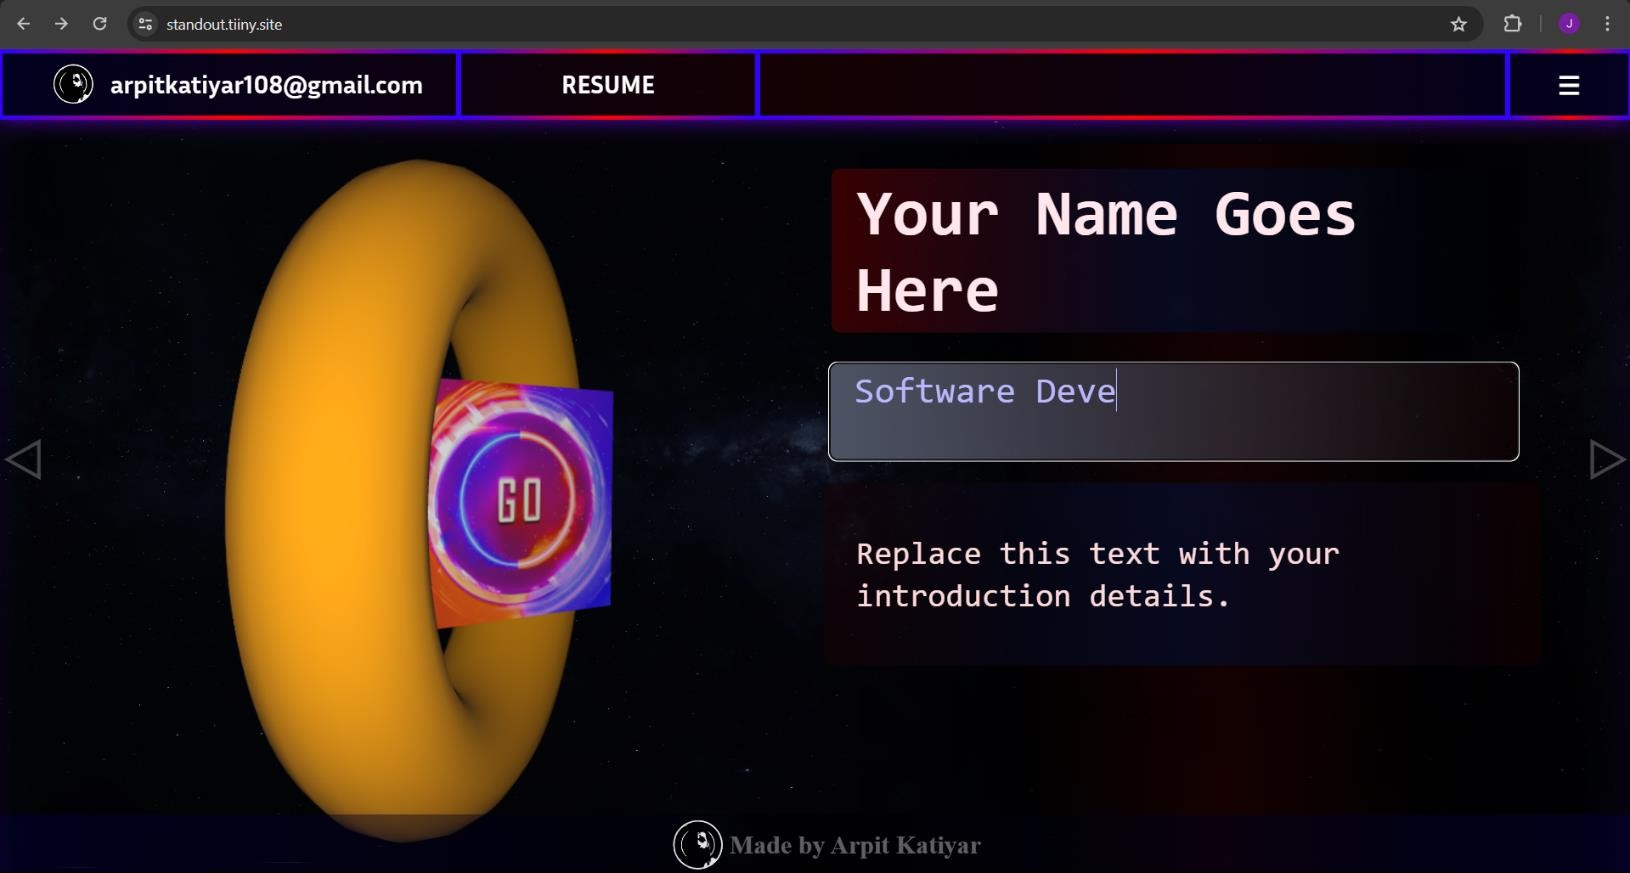 standout.tiiny.site
J
arpitkatiyar108@gmail.com
RESUME
Your Name Goes
Here
Software Deve
GO
Replace this text with your
introduction details.
Made by Arpit Katiyar